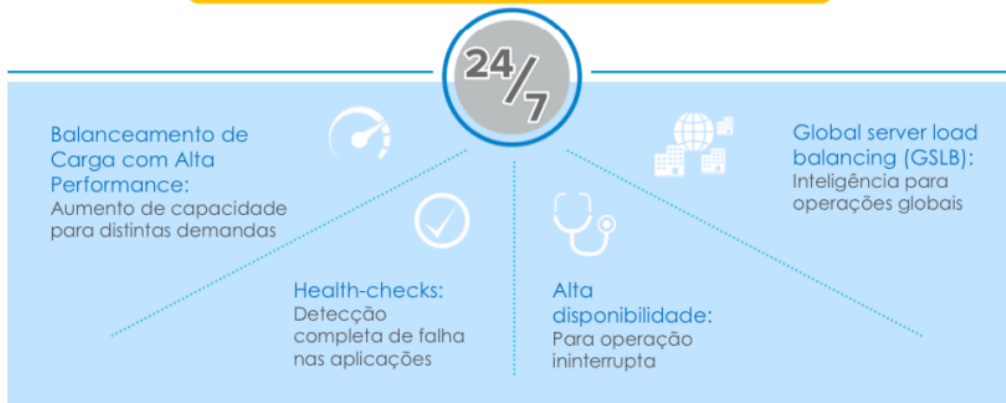 24/7
Balanceamento de
Carga com Alta
Performance:
Aumento de capacidade
para distintas demandas
Health-checks:
Detecção
completa de falha
nas aplicações
Alta
disponibilidade:
Para operação
ininterrupta
Global server load
balancing (GSLB):
Inteligência para
operações globais